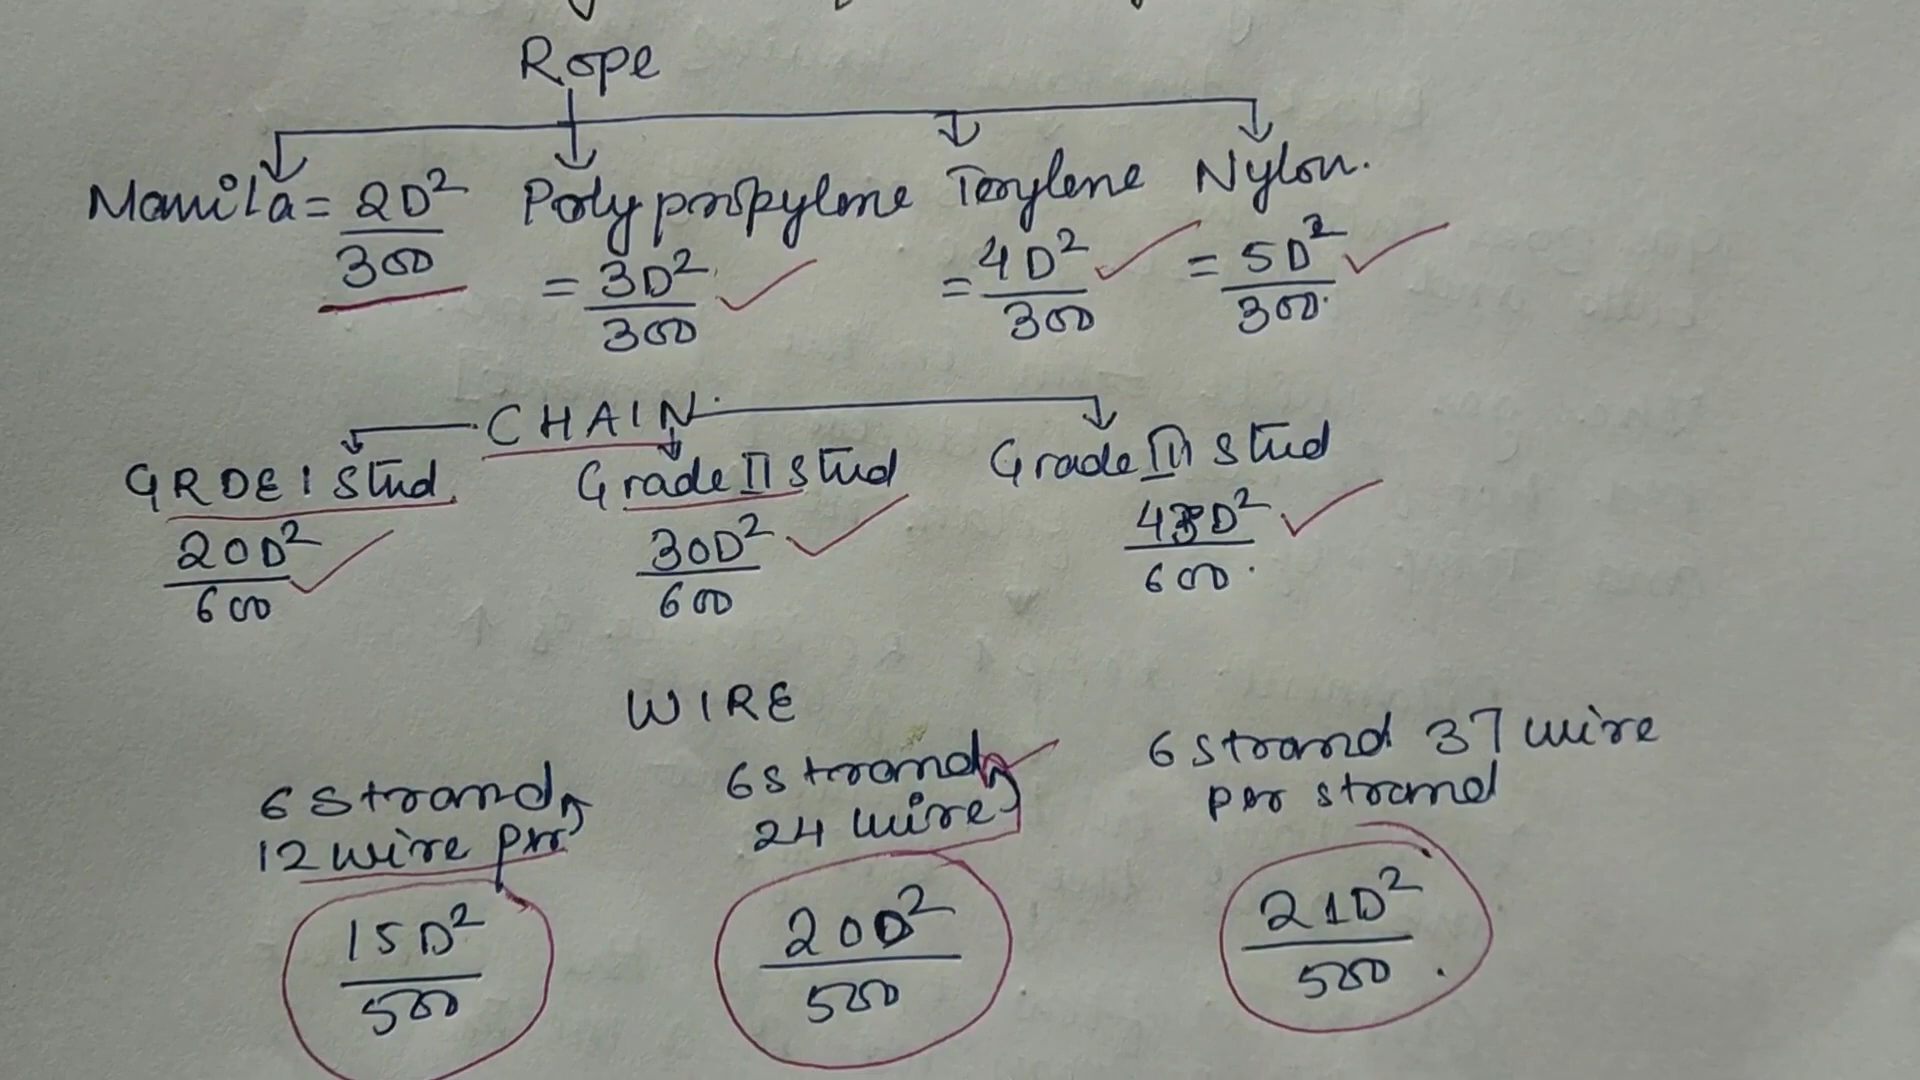 Rope
Manila = 2D²/300
Polypropylene = 3D²/300
Terylene = 4D²/300
Nylon. = 5D²/300
CHAIN
GRDE I Stud. 20D²/600
Grade II Stud 30D²/600
Grade III Stud D²/600
WIRE
6 Strand
12 wire per
15D²/500
6 strand
24 wire
20D²/500
6 strand 37 wire
per strand
21D²/500